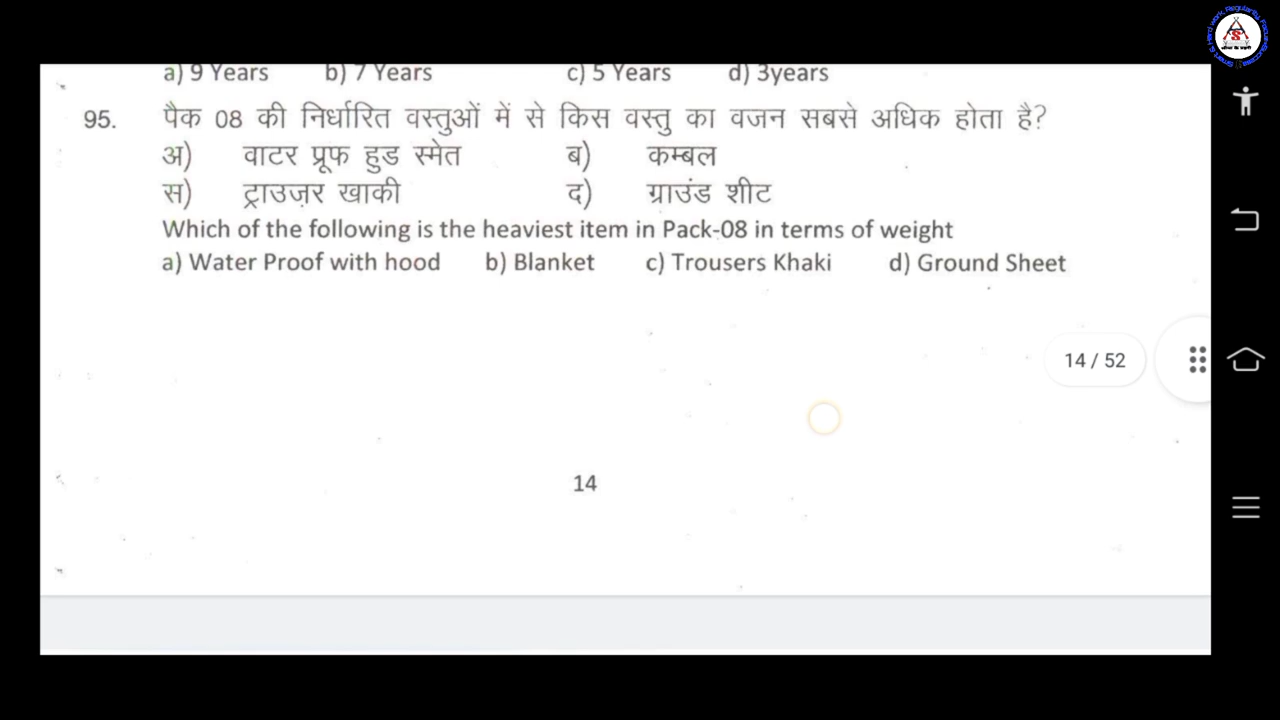 a) 9 Years b) 7 Years c) 5 Years d) 3years
95. पैक 08 की निर्धारित वस्तुओं में से किस वस्तु का वजन सबसे अधिक होता है?
अ) वाटर प्रूफ हुड स्मेत ब) कम्बल
स) ट्राउज़र खाकी द) ग्राउंड शीट
Which of the following is the heaviest item in Pack-08 in terms of weight
a) Water Proof with hood b) Blanket c) Trousers Khaki d) Ground Sheet
14 / 52
14